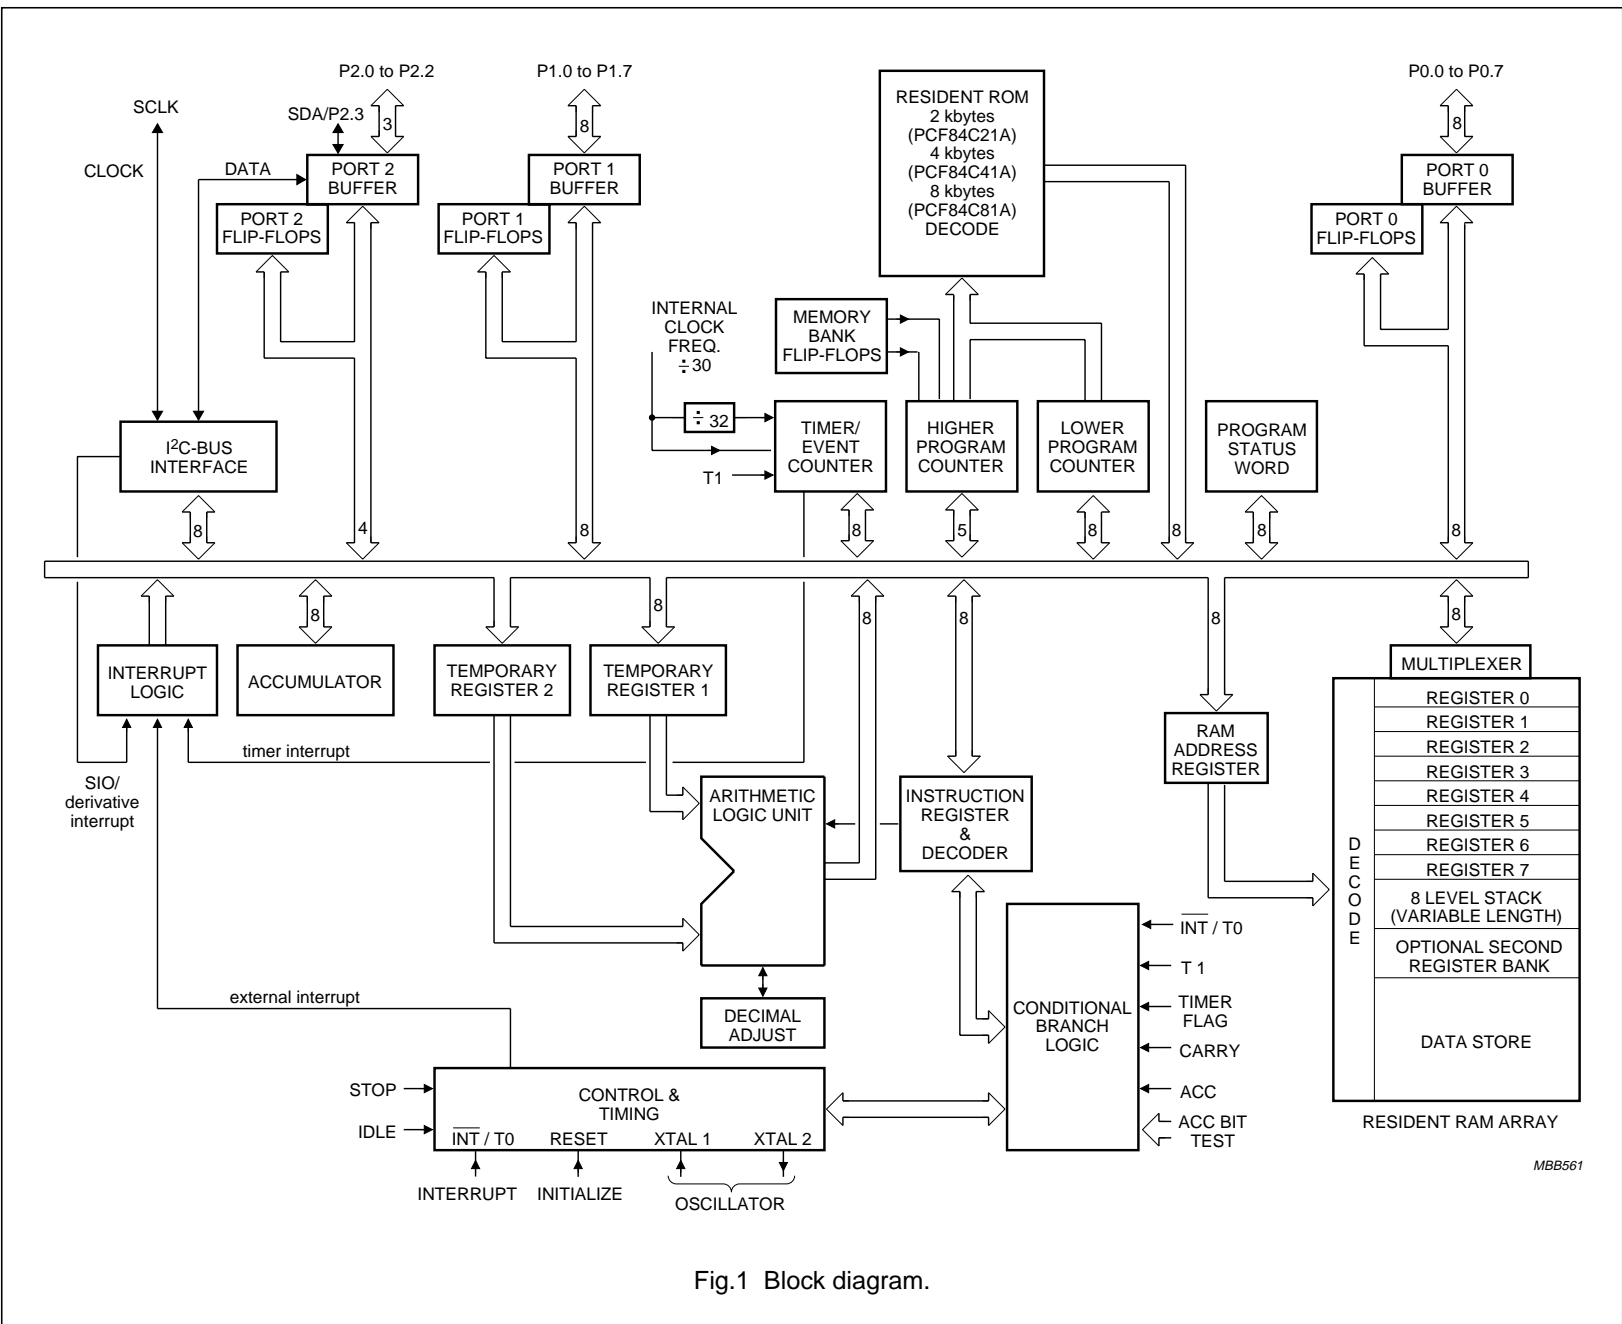 P2.0 to P2.2
P1.0 to P1.7
P0.0 to P0.7
SCLK
SDA/P2.3
3
8
8
CLOCK
DATA
PORT 2
BUFFER
PORT 2
FLIP-FLOPS
PORT 1
BUFFER
PORT 1
FLIP-FLOPS
RESIDENT ROM
2 kbytes
(PCF84C21A)
4 kbytes
(PCF84C41A)
8 kbytes
(PCF84C81A)
DECODE
PORT 0
BUFFER
PORT 0
FLIP-FLOPS
INTERNAL
CLOCK
FREQ.
÷30
MEMORY
BANK
FLIP-FLOPS
÷ 32
T1
TIMER/
EVENT
COUNTER
HIGHER
PROGRAM
COUNTER
LOWER
PROGRAM
COUNTER
PROGRAM
STATUS
WORD
I²C-BUS
INTERFACE
8
4
8
8
5
8
8
8
8
8
8
8
8
8
8
INTERRUPT
LOGIC
ACCUMULATOR
TEMPORARY
REGISTER 2
TEMPORARY
REGISTER 1
MULTIPLEXER
timer interrupt
SIO/
derivative
interrupt
ARITHMETIC
LOGIC UNIT
INSTRUCTION
REGISTER
&
DECODER
RAM
ADDRESS
REGISTER
D
E
C
O
D
E
REGISTER 0
REGISTER 1
REGISTER 2
REGISTER 3
REGISTER 4
REGISTER 5
REGISTER 6
REGISTER 7
8 LEVEL STACK
(VARIABLE LENGTH)
OPTIONAL SECOND
REGISTER BANK
DATA STORE
RESIDENT RAM ARRAY
external interrupt
DECIMAL
ADJUST
CONDITIONAL
BRANCH
LOGIC
INT / T0
T 1
TIMER
FLAG
CARRY
ACC
ACC BIT
TEST
STOP
IDLE
CONTROL &
TIMING
INT / T0
RESET
XTAL 1
XTAL 2
INTERRUPT
INITIALIZE
OSCILLATOR
MBB561
Fig.1 Block diagram.